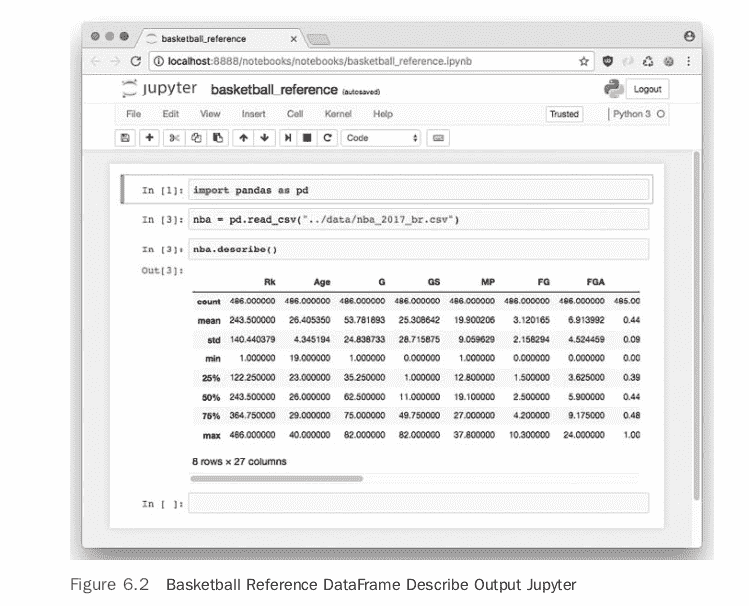 basketball_reference
localhost:8888/notebooks/notebooks/basketball_reference.ipynb
jupyter basketball_reference (autosaved) Logout
File Edit View Insert Cell Kernel Help Trusted Python 3
Code
In [1]: import pandas as pd
In [3]: nba = pd.read_csv("../data/nba_2017_br.csv")
In [3]: nba.describe()
Out[3]:
Rk Age G GS MP FG FGA
count 486.000000 486.000000 486.000000 486.000000 486.000000 486.000000 486.000000 485.00
mean 243.500000 26.405350 53.781893 25.308642 19.900206 3.120165 6.913992 0.44
std 140.440379 4.345194 24.838733 28.715875 9.059629 2.158294 4.524459 0.09
min 1.000000 19.000000 1.000000 0.000000 1.000000 0.000000 0.000000 0.00
25% 122.250000 23.000000 35.250000 1.000000 12.800000 1.500000 3.625000 0.39
50% 243.500000 26.000000 62.500000 11.000000 19.100000 2.500000 5.900000 0.44
75% 364.750000 29.000000 75.000000 49.750000 27.000000 4.200000 9.175000 0.48
max 486.000000 40.000000 82.000000 82.000000 37.800000 10.300000 24.000000 1.00
8 rows × 27 columns
In [ ]:
Figure 6.2 Basketball Reference DataFrame Describe Output Jupyter